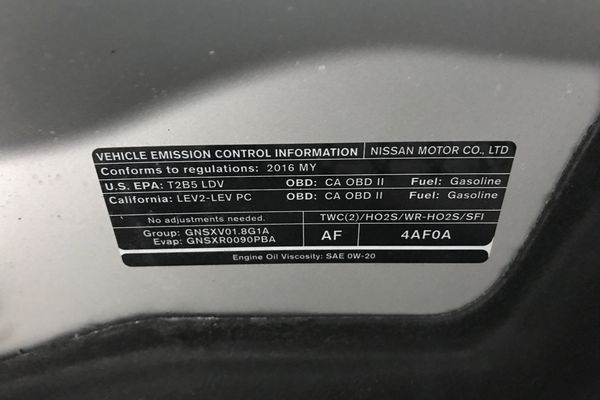 VEHICLE EMISSION CONTROL INFORMATION NISSAN MOTOR CO., LTD
Conforms to regulations: 2016 MY
U.S. EPA: T2B5 LDV OBD: CA OBD II Fuel: Gasoline
California: LEV2-LEV PC OBD: CA OBD II Fuel: Gasoline
No adjustments needed. TWC(2)/HO2S/WR-HO2S/SFI
Group: GNSXV01.8G1A
Evap: GNSXR0090PBA
AF 4AF0A
Engine Oil Viscosity: SAE 0W-20